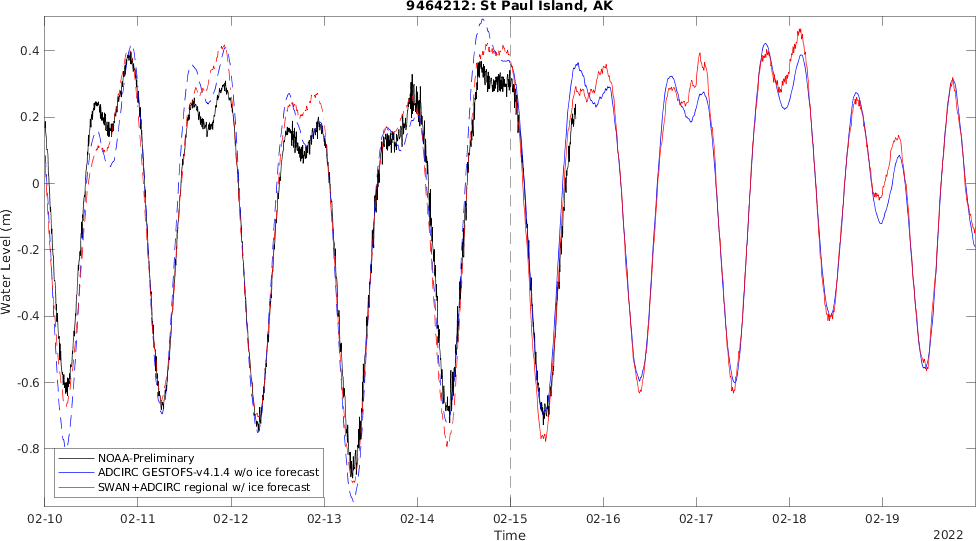 9464212: St Paul Island, AK
Water Level (m)
0.4
0.2
0
-0.2
-0.4
-0.6
-0.8
NOAA-Preliminary
ADCIRC GESTOFS-v4.1.4 w/o ice forecast
SWAN+ADCIRC regional w/ ice forecast
02-10 02-11 02-12 02-13 02-14 02-15 02-16 02-17 02-18 02-19
Time
2022